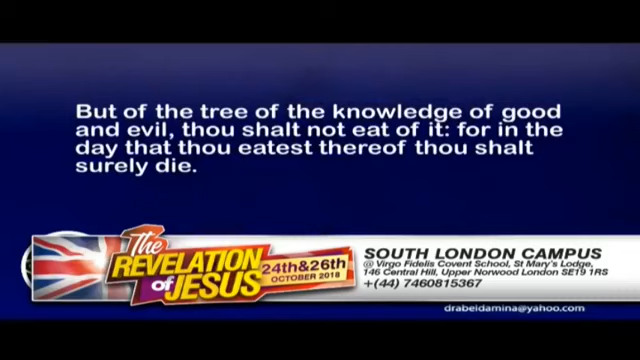 But of the tree of the knowledge of good
and evil, thou shalt not eat of it: for in the
day that thou eatest thereof thou shalt
surely die.
The
REVELATION
of JESUS
24th&26th
OCTOBER 2018
SOUTH LONDON CAMPUS
@ Virgo Fidelis Covent School, St Mary's Lodge,
146 Central Hill, Upper Norwood London SE19 1RS
+(44) 7460815367
drabeldamina@yahoo.com